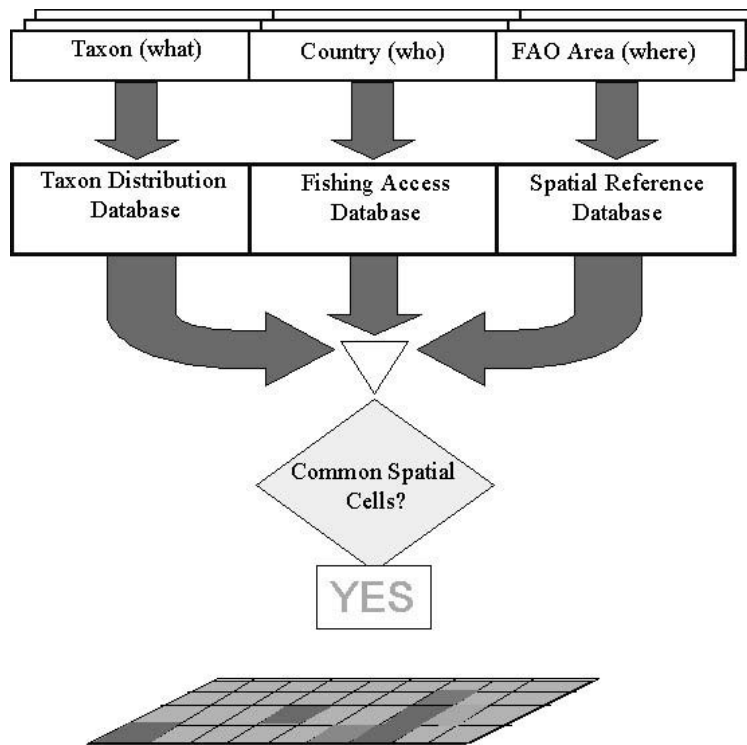 Taxon (what) Country (who) FAO Area (where)
Taxon Distribution
Database
Fishing Access
Database
Spatial Reference
Database
Common Spatial
Cells?
YES